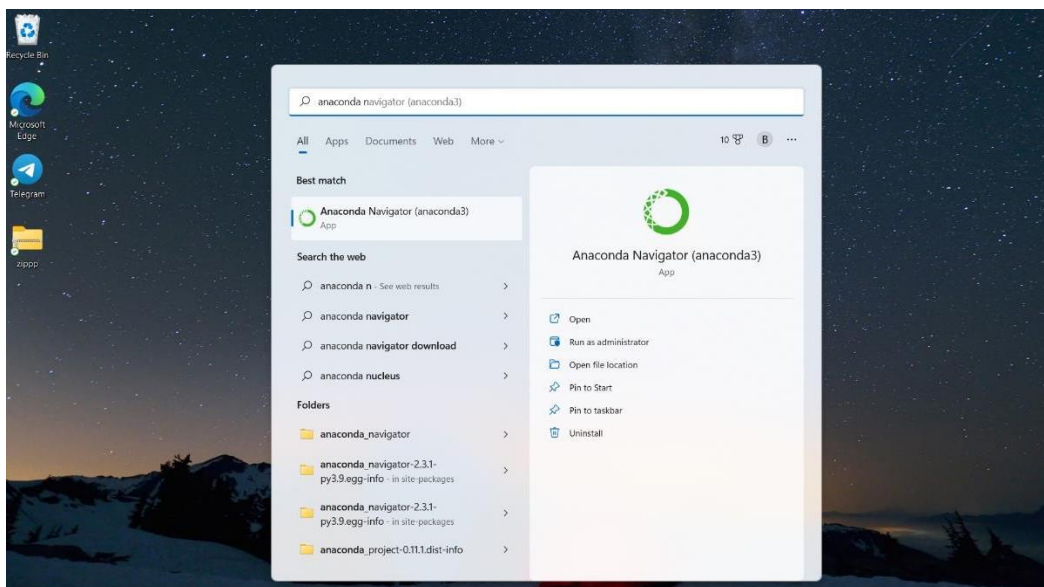 Recycle Bin
Microsoft
Edge
Telegram
zippp
anaconda navigator (anaconda3)
All Apps Documents Web More
10 B ...
Best match
Anaconda Navigator (anaconda3)
App
Search the web
anaconda n - See web results
anaconda navigator
anaconda navigator download
anaconda nucleus
Folders
anaconda_navigator
anaconda_navigator-2.3.1-
py3.9.egg-info - in site-packages
anaconda_navigator-2.3.1-
py3.9.egg-info - in site-packages
anaconda_project-0.11.1.dist-info
Anaconda Navigator (anaconda3)
App
Open
Run as administrator
Open file location
Pin to Start
Pin to taskbar
Uninstall